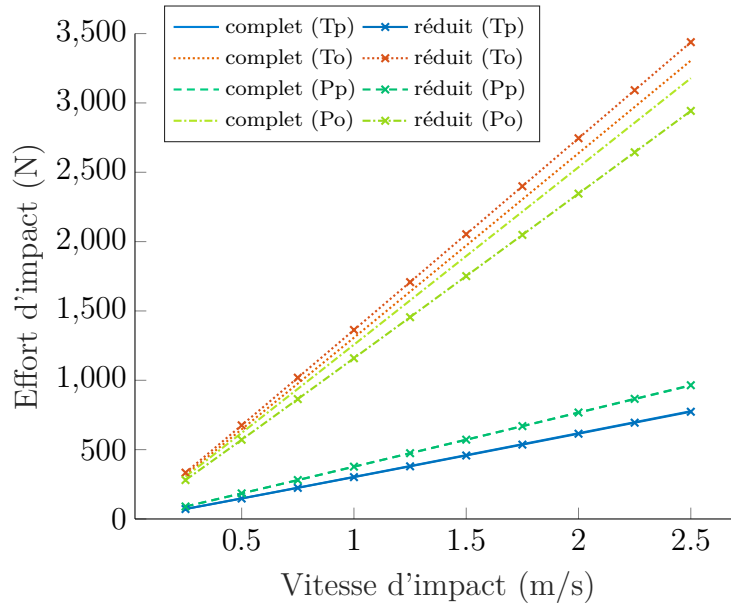 complet (Tp) réduit (Tp)
complet (To) réduit (To)
complet (Pp) réduit (Pp)
complet (Po) réduit (Po)
3,500
3,000
2,500
2,000
1,500
1,000
500
0
0.5 1 1.5 2 2.5
Effort d'impact (N)
Vitesse d'impact (m/s)